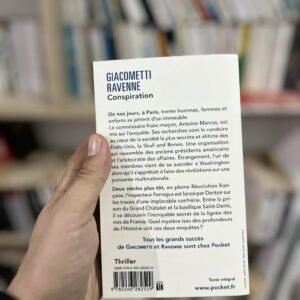 GIACOMETTI
RAVENNE
Conspiration
De nos jours, à Paris, trente hommes, femmes et
enfants se jettent d'un immeuble.
Le commissaire franc-maçon, Antoine Marcas, est
mis sur l'enquête. Ses recherches vont le conduire
au cœur de la société la plus secrète et élitiste des
États-Unis, la Skull and Bones. Une organisation
qui rassemble des anciens présidents américains
et l'aristocratie des affaires. Étrangement, l'un de
ses membres vient de se suicider à Washington
alors qu'il s'apprêtait à faire des révélations sur une
puissante multinationale.
Deux siècles plus tôt, en pleine Révolution fran-
çaise, l'inspecteur Ferragus est lancé par Danton sur
les traces d'une implacable confrérie. Entre la pri-
son du Grand Châtelet et la basilique Saint-Denis,
il va découvrir l'incroyable secret de la lignée des
rois de France. Quel mystère issu des profondeurs
de l'Histoire unit ces deux enquêtes ?
Tous les grands succès
de GIACOMETTI et RAVENNE sont chez Pocket
Thriller
Texte intégral
www.pocket.fr